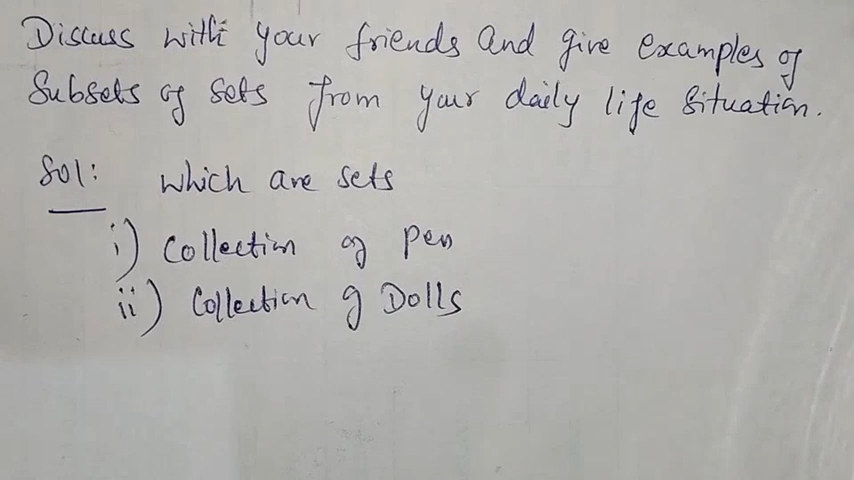 Discuss with your friends and give examples of
Subsets of sets from your daily life situation.
Sol: which are sets
i) Collection of Pen
ii) Collection of Dolls